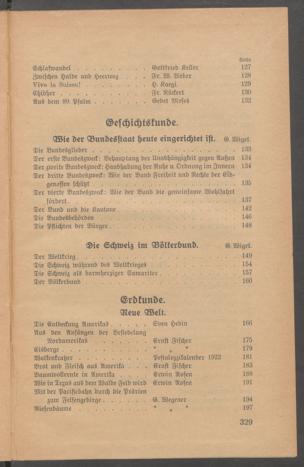 Seite
Schlafwandel . . . . . . . . Gottfried Keller 127
Zwischen Halde und Heerweg . . . Fr. W. Weber 128
Viva la Suisse! . . . . . . . H. Kurzi 129
Chidher . . . . . . . . . Fr. Rückert 130
Aus dem 90. Psalm . . . . . . Gebet Moses 132
Geschichtskunde.
Wie der Bundesstaat heute eingerichtet ist. G. Wiget.
Die Bundesglieder . . . . . . . . . . 133
Der erste Bundeszweck: Behauptung der Unabhängigkeit gegen Außen 134
Der zweite Bundeszweck: Handhabung der Ruhe u. Ordnung im Innern 134
Der dritte Bundeszweck: Wie der Bund Freiheit und Rechte der Eid-
genossen schützt . . . . . . . . . . 135
Der vierte Bundeszweck: Wie der Bund die gemeinsame Wohlfahrt
fördert . . . . . . . . . . 137
Der Bund und die Kantone . . . . . . . . 142
Die Bundesbehörden . . . . . . . . . . 146
Die Pflichten der Bürger . . . . . . . . . 148
Die Schweiz im Völkerbund. G. Wiget.
Der Weltkrieg . . . . . . . . . . 149
Die Schweiz während des Weltkrieges . . . . . . 154
Die Schweiz als barmherziger Samariter . . . . . . 157
Der Völkerbund . . . . . . . . . . 160
Erdkunde.
Neue Welt.
Die Entdeckung Amerikas . . . . Sven Hedin 166
Aus den Anfängen der Besiedelung
Nordamerikas . . . . . . Ernst Fischer 175
Eisberge . . . . . . . . „ „ 179
Wolkenkratzer . . . . . . Pestalozzikalender 1922 181
Brot und Fleisch aus Amerika . . . Ernst Fischer 183
Baumwollernte in Amerika . . . . Erwin Rosen 188
Wie in Texas aus dem Walde Feld wird Erwin Rosen 191
Mit der Pacificbahn durch die Prärien
zum Felsengebirge . . . . . G. Wegener 194
Riesenbäume . . . . . . . „ „ 197
329